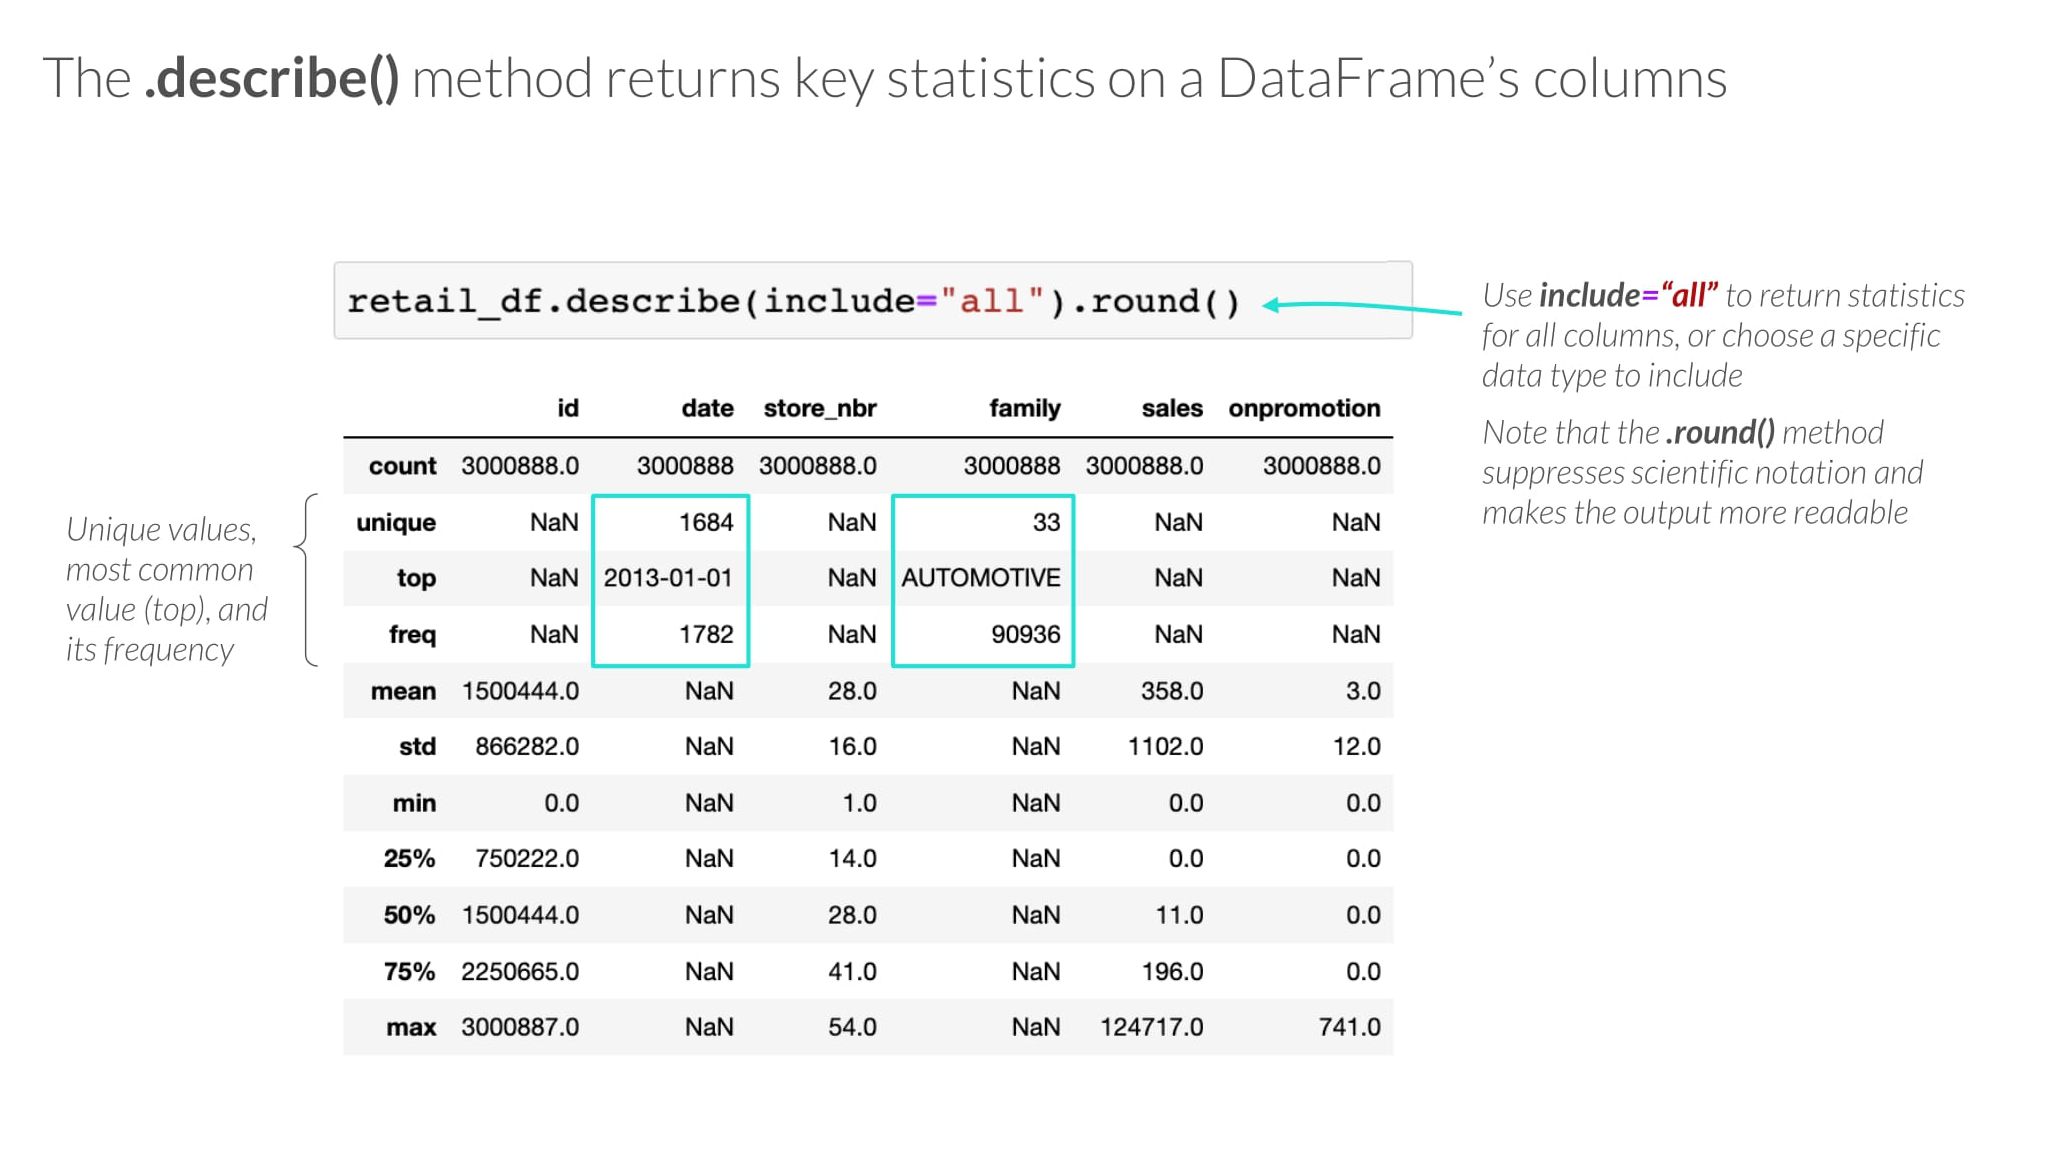 The .describe() method returns key statistics on a DataFrame’s columns
retail_df.describe(include="all").round()
Use include=“all” to return statistics
for all columns, or choose a specific
data type to include
Note that the .round() method
suppresses scientific notation and
makes the output more readable
id date store_nbr family sales onpromotion
count 3000888.0 3000888 3000888.0 3000888 3000888.0 3000888.0
unique NaN 1684 NaN 33 NaN NaN
top NaN 2013-01-01 NaN AUTOMOTIVE NaN NaN
freq NaN 1782 NaN 90936 NaN NaN
mean 1500444.0 NaN 28.0 NaN 358.0 3.0
std 866282.0 NaN 16.0 NaN 1102.0 12.0
min 0.0 NaN 1.0 NaN 0.0 0.0
25% 750222.0 NaN 14.0 NaN 0.0 0.0
50% 1500444.0 NaN 28.0 NaN 11.0 0.0
75% 2250665.0 NaN 41.0 NaN 196.0 0.0
max 3000887.0 NaN 54.0 NaN 124717.0 741.0
Unique values,
most common
value (top), and
its frequency